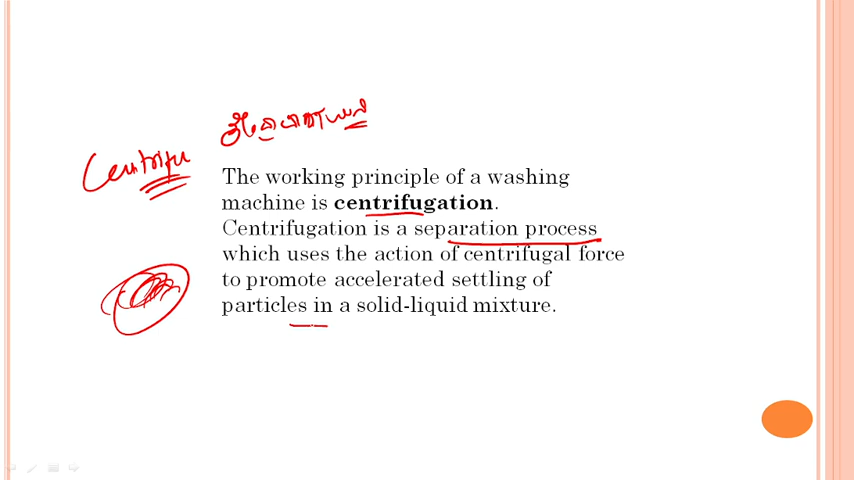 Centrifu
The working principle of a washing
machine is centrifugation.
Centrifugation is a separation process
which uses the action of centrifugal force
to promote accelerated settling of
particles in a solid-liquid mixture.